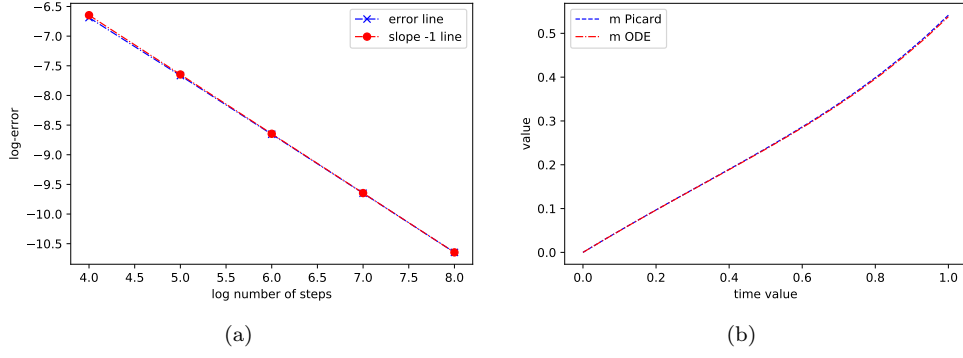 −6.5
−7.0
−7.5
−8.0
−8.5
−9.0
−9.5
−10.0
−10.5
log-error
4.0 4.5 5.0 5.5 6.0 6.5 7.0 7.5 8.0
log number of steps
error line
slope -1 line
(a)
0.5
0.4
0.3
0.2
0.1
0.0
value
0.0 0.2 0.4 0.6 0.8 1.0
time value
m Picard
m ODE
(b)